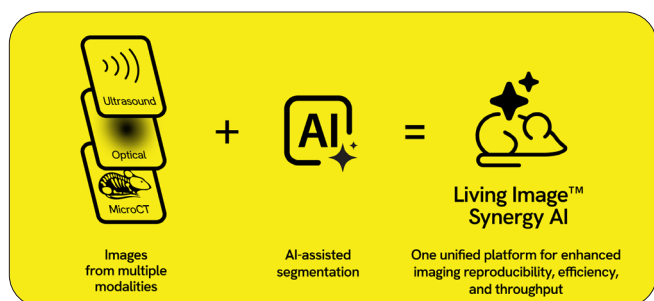 Ultrasound
Optical
MicroCT
+
AI
=
Living Image™
Synergy AI
Images
from multiple
modalities
AI-assisted
segmentation
One unified platform for enhanced
imaging reproducibility, efficiency,
and throughput